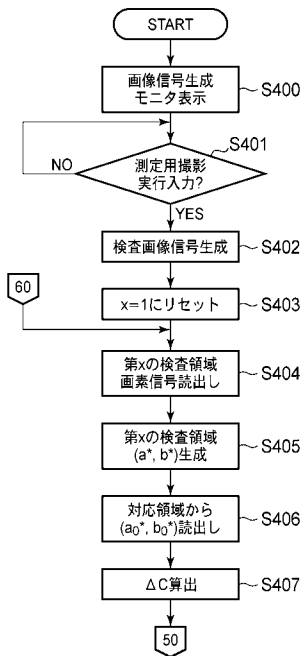 START
画像信号生成
モニタ表示
S400
S401
NO
測定用撮影
実行入力?
YES
検査画像信号生成
S402
60
x=1にリセット
S403
第xの検査領域
画素信号読出し
S404
第xの検査領域
(a*, b*)生成
S405
対応領域から
(a₀*, b₀*)読出し
S406
ΔC算出
S407
50